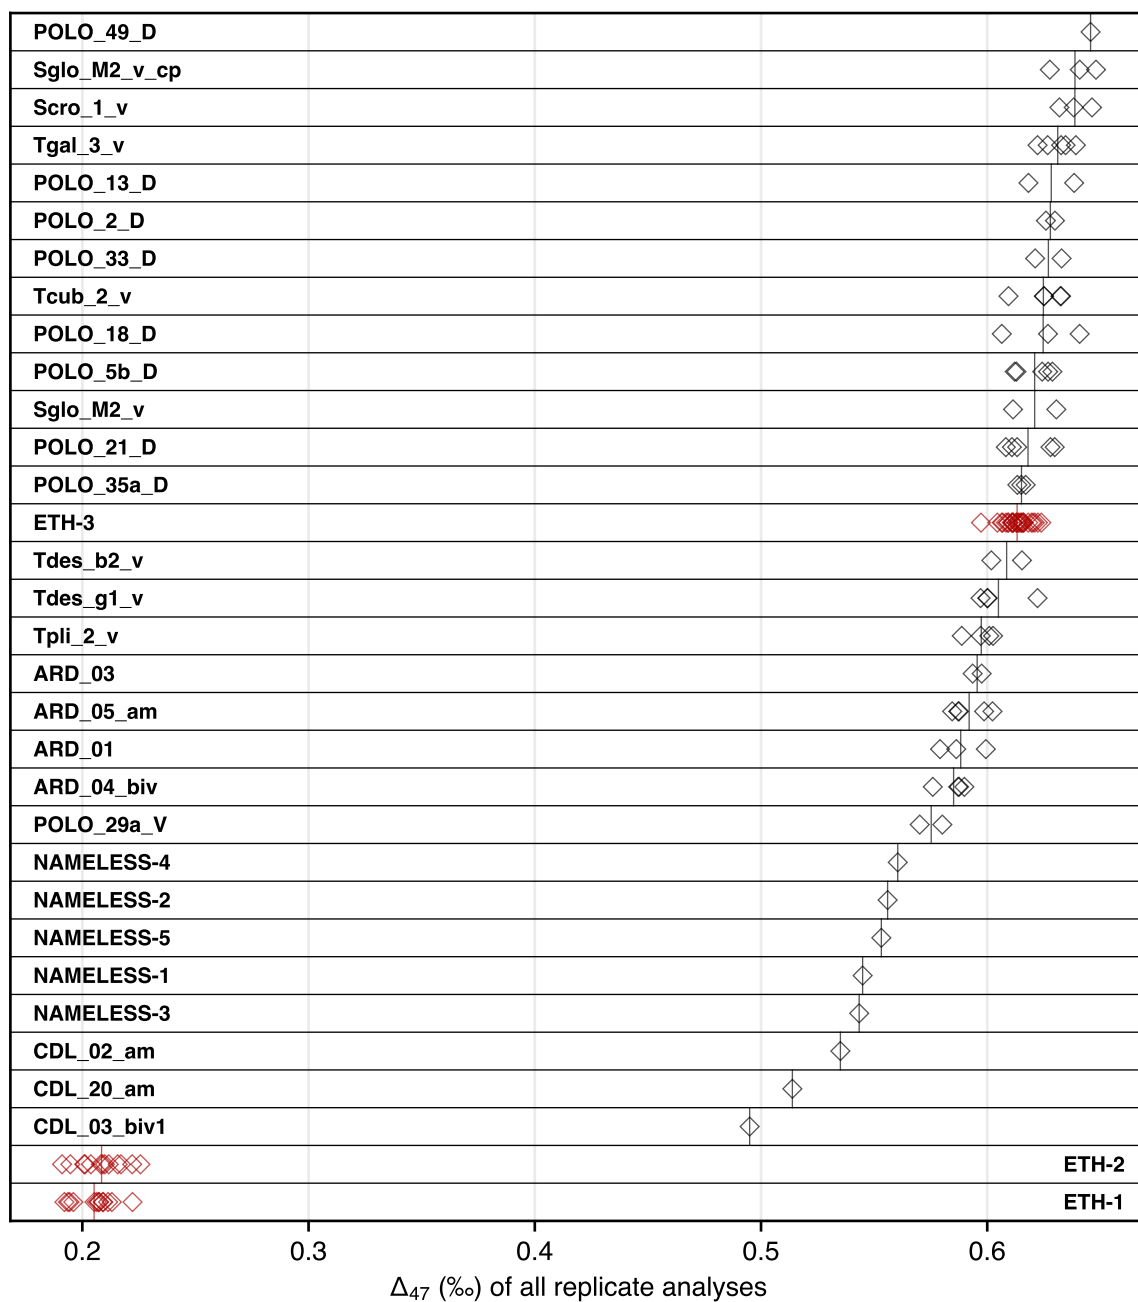 POLO_49_D
Sglo_M2_v_cp
Scro_1_v
Tgal_3_v
POLO_13_D
POLO_2_D
POLO_33_D
Tcub_2_v
POLO_18_D
POLO_5b_D
Sglo_M2_v
POLO_21_D
POLO_35a_D
ETH-3
Tdes_b2_v
Tdes_g1_v
Tpli_2_v
ARD_03
ARD_05_am
ARD_01
ARD_04_biv
POLO_29a_V
NAMELESS-4
NAMELESS-2
NAMELESS-5
NAMELESS-1
NAMELESS-3
CDL_02_am
CDL_20_am
CDL_03_biv1
ETH-2
ETH-1
0.2 0.3 0.4 0.5 0.6
Δ₄₇ (‰) of all replicate analyses